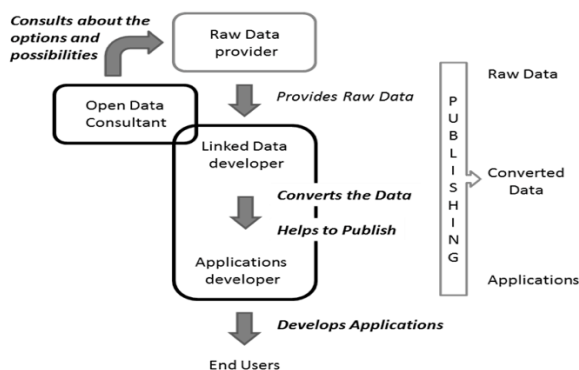 Consults about the
options and
possibilities
Raw Data
provider
Open Data
Consultant
Provides Raw Data
Linked Data
developer
Converts the Data
Helps to Publish
Applications
developer
Develops Applications
End Users
PUBLISHING
Raw Data
Converted
Data
Applications